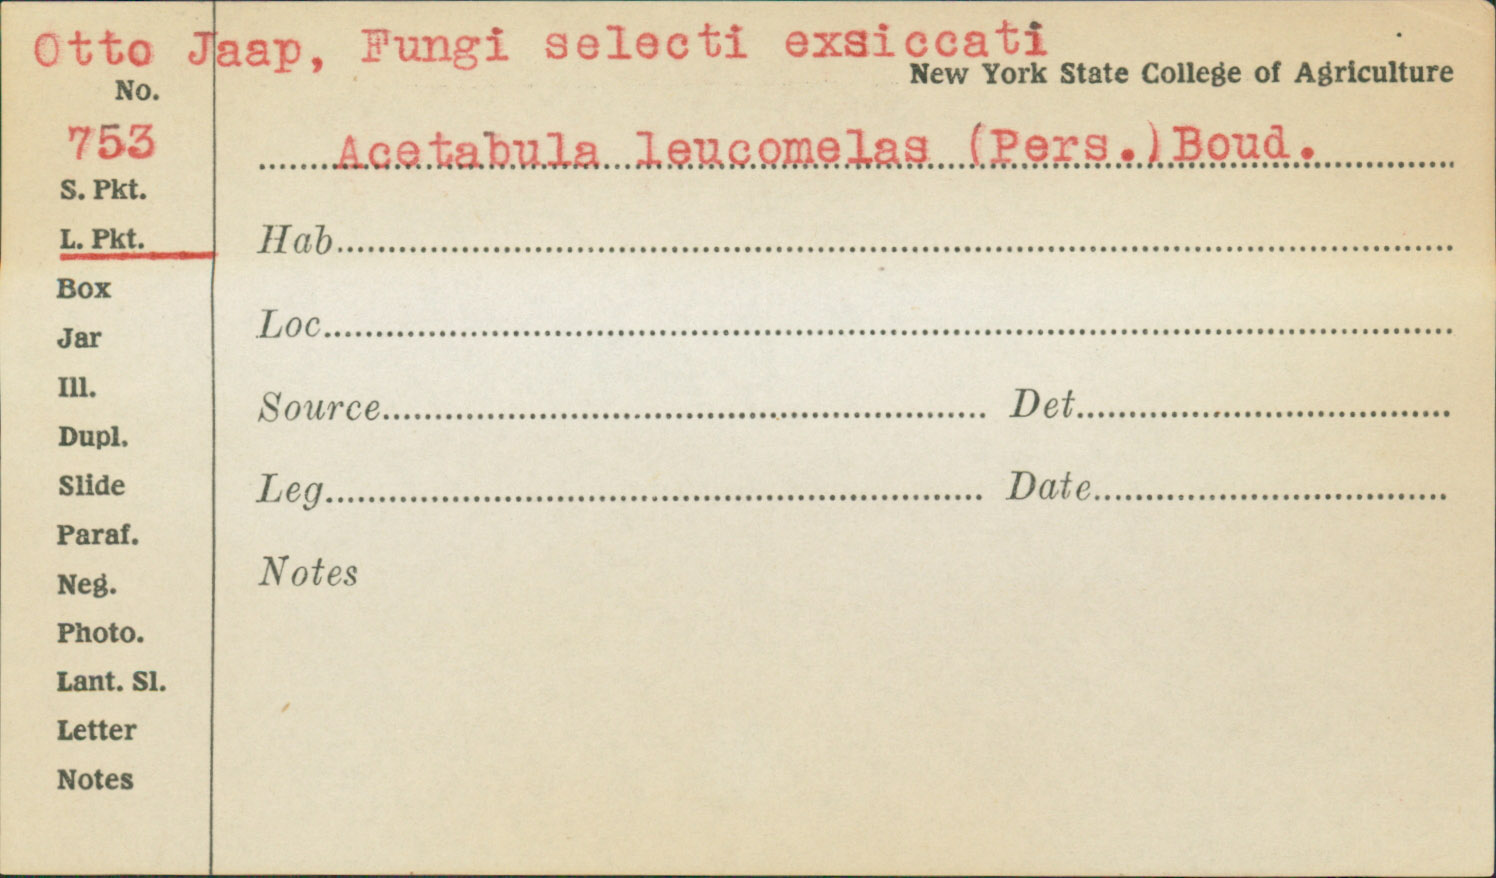 Otto Jaap, Fungi selecti exsiccati
New York State College of Agriculture
No.
753
Acetabula leucomelas (Pers.)Boud.
S. Pkt.
L. Pkt.
Box
Jar
Ill.
Dupl.
Slide
Paraf.
Neg.
Photo.
Lant. Sl.
Letter
Notes
Hab
Loc
Source Det
Leg Date
Notes